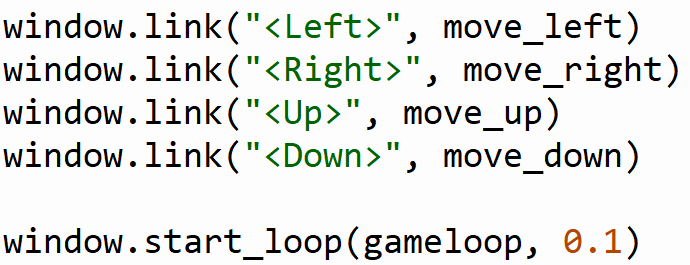 window.link("<Left>", move_left)
window.link("<Right>", move_right)
window.link("<Up>", move_up)
window.link("<Down>", move_down)
window.start_loop(gameloop, 0.1)